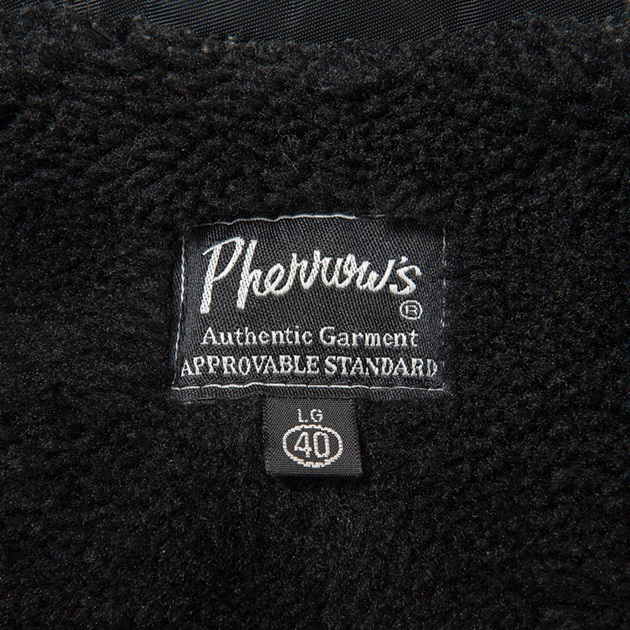 Pherrow's
®
Authentic Garment
APPROVABLE STANDARD
LG
40